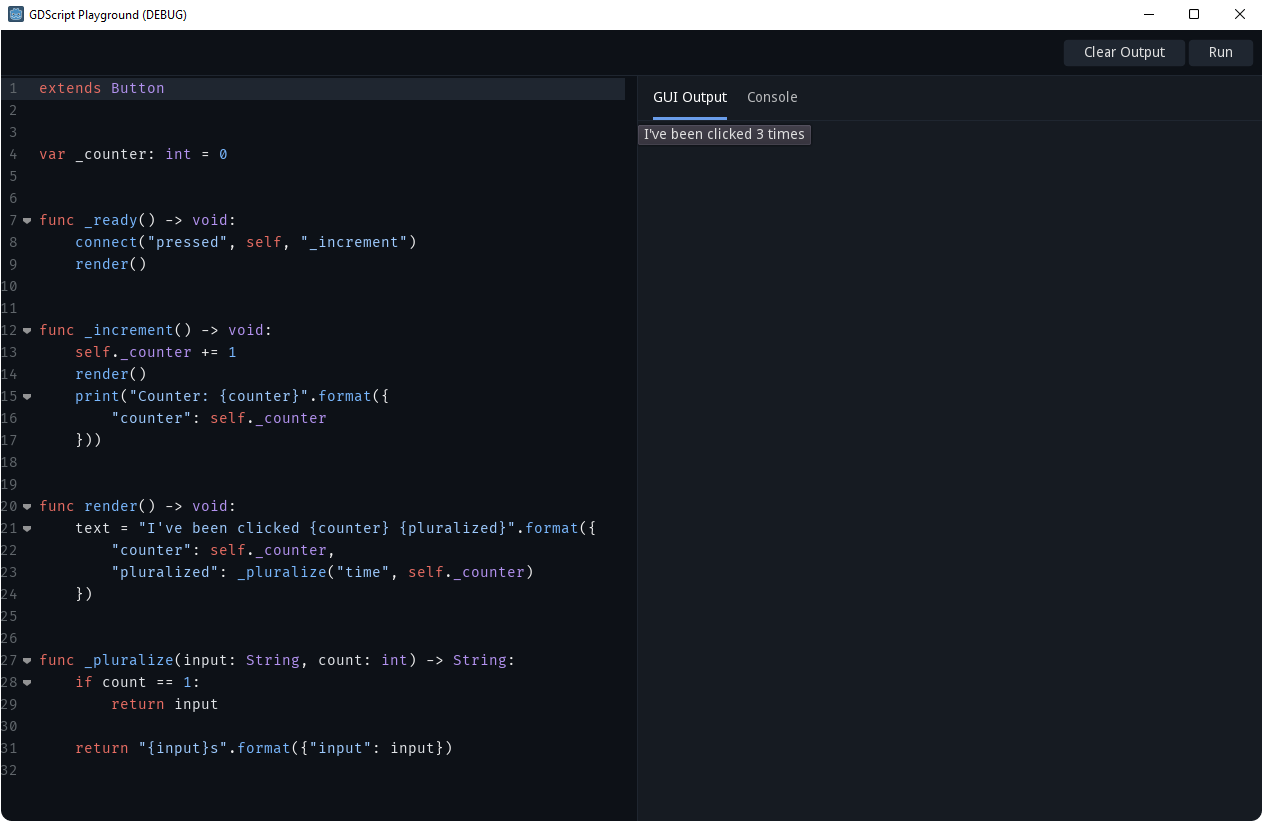 GDScript Playground (DEBUG)
Clear Output Run
1 extends Button
2
3
4 var _counter: int = 0
5
6
7 func _ready() -> void:
8     connect("pressed", self, "_increment")
9     render()
10
11
12 func _increment() -> void:
13     self._counter += 1
14     render()
15     print("Counter: {counter}".format({
16         "counter": self._counter
17     }))
18
19
20 func render() -> void:
21     text = "I've been clicked {counter} {pluralized}".format({
22         "counter": self._counter,
23         "pluralized": _pluralize("time", self._counter)
24     })
25
26
27 func _pluralize(input: String, count: int) -> String:
28     if count == 1:
29         return input
30
31     return "{input}s".format({"input": input})
32
GUI Output Console
I've been clicked 3 times